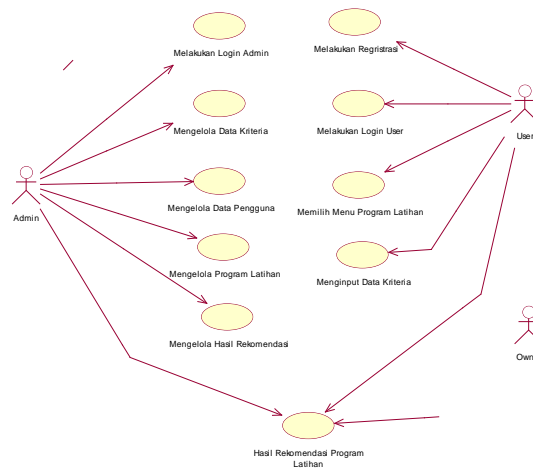 Melakukan Login Admin
Melakukan Regristrasi
Mengelola Data Kriteria
Melakukan Login User
User
Mengelola Data Pengguna
Memilih Menu Program Latihan
Admin
Mengelola Program Latihan
Menginput Data Kriteria
Mengelola Hasil Rekomendasi
Own
Hasil Rekomendasi Program
Latihan